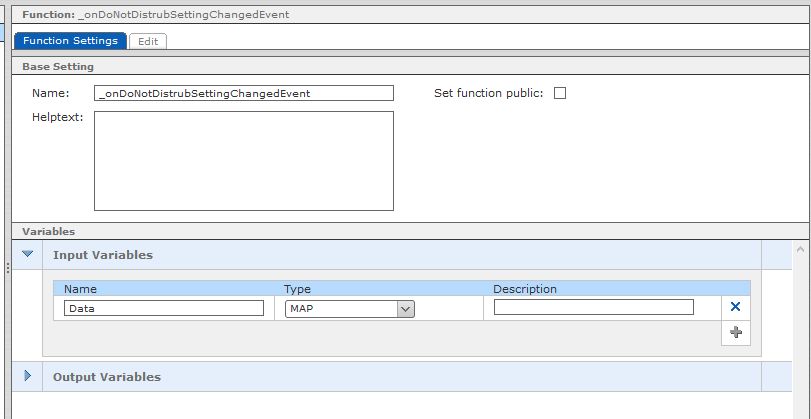 Function: _onDoNotDistrubSettingChangedEvent
Function Settings Edit
Base Setting
Name: _onDoNotDistrubSettingChangedEvent Set function public:
Helptext:
Variables
Input Variables
Name Type Description
Data MAP
Output Variables